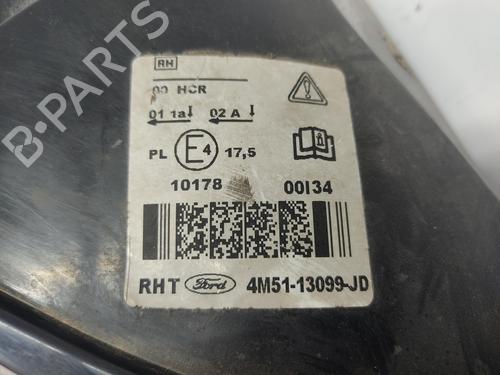 RH
00 HCR
01 1a 02 A
PL E4 17,5
10178 00I34
RHT Ford 4M51-13099-JD
B-PARTS